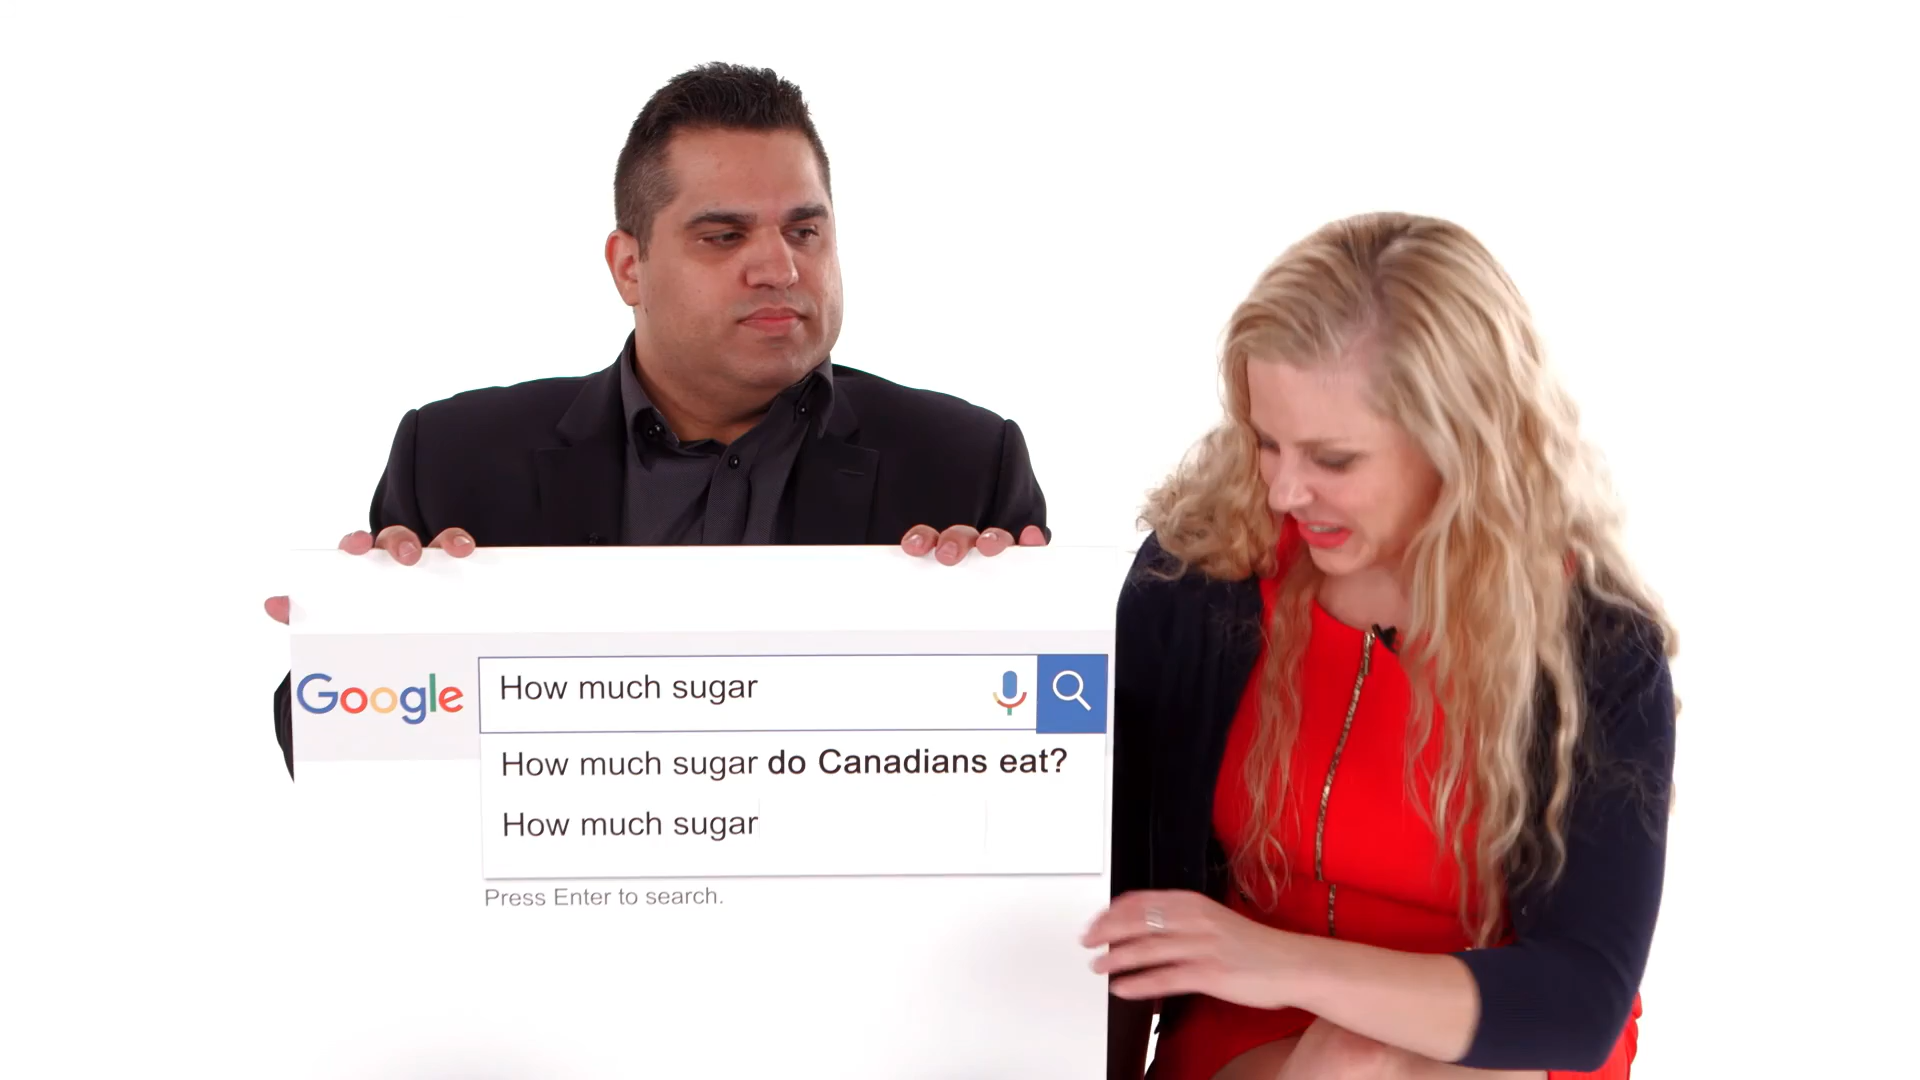 Google
How much sugar
How much sugar do Canadians eat?
How much sugar
Press Enter to search.